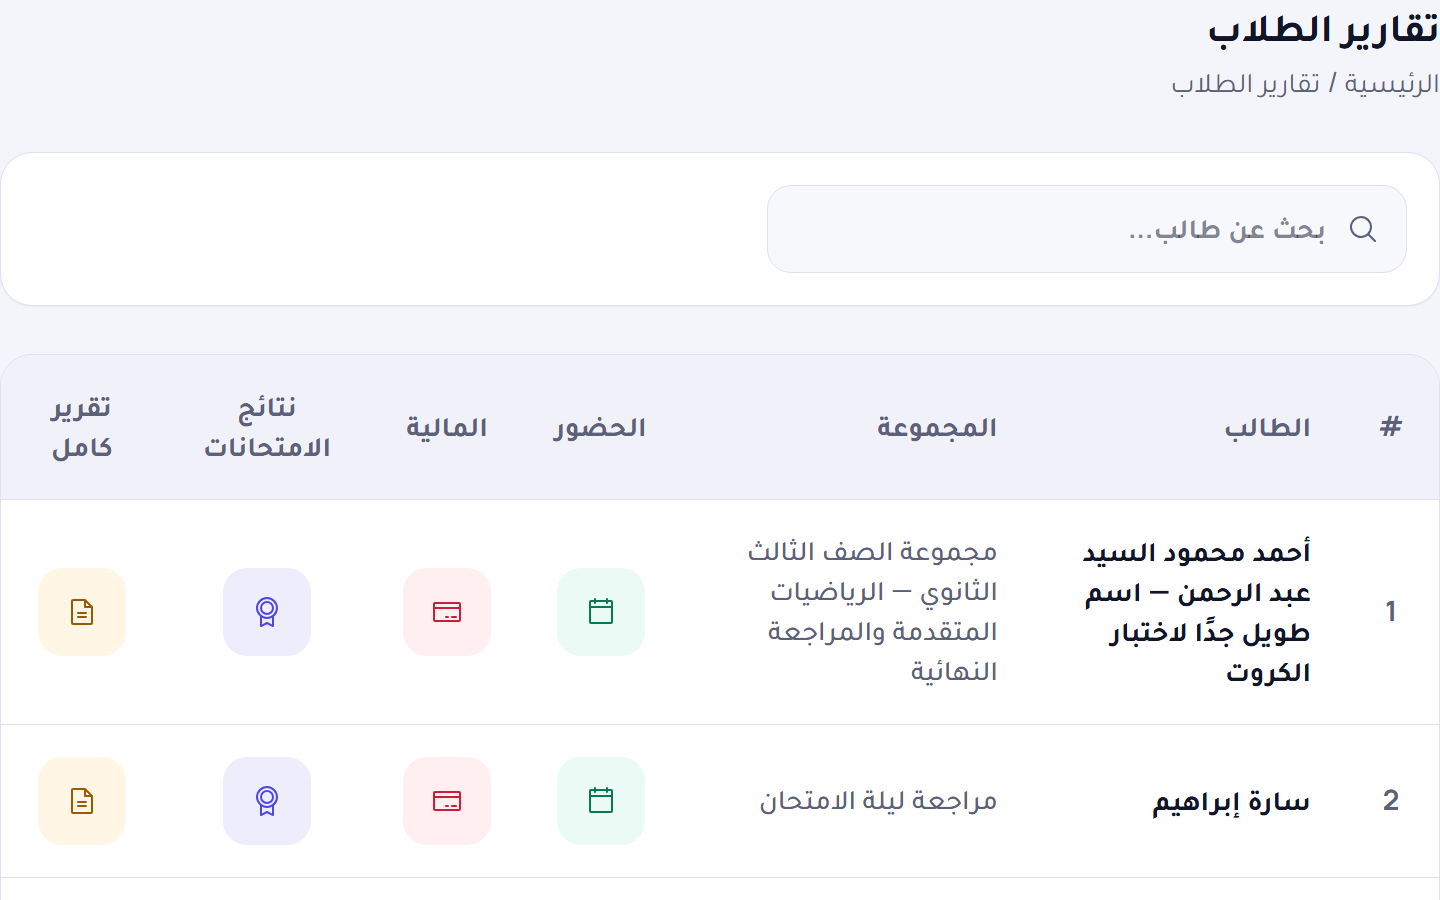 تقارير الطلاب
الرئيسية / تقارير الطلاب
بحث عن طالب...
#
الطالب
المجموعة
الحضور
المالية
نتائج
الامتحانات
تقرير
كامل
1
أحمد محمود السيد
عبد الرحمن – اسم
طويل جدًا لاختبار
الكروت
مجموعة الصف الثالث
الثانوي – الرياضيات
المتقدمة والمراجعة
النهائية
2
سارة إبراهيم
مراجعة ليلة الامتحان